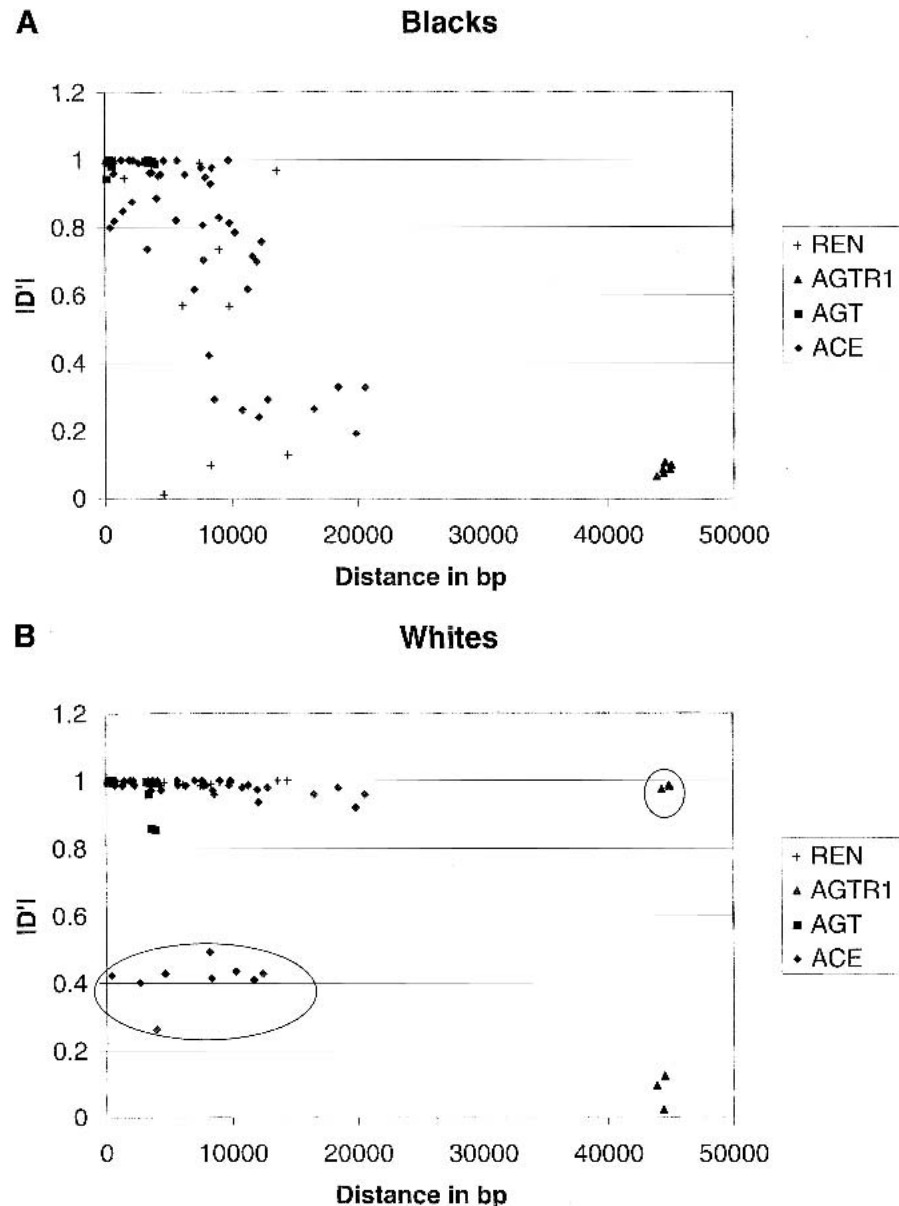 A
Blacks
1.2
1
0.8
0.6
0.4
0.2
0
|D'|
0
10000
20000
30000
40000
50000
Distance in bp
+ REN
▲ AGTR1
■ AGT
◆ ACE
B
Whites
1.2
1
0.8
0.6
0.4
0.2
0
|D'|
0
10000
20000
30000
40000
50000
Distance in bp
+ REN
▲ AGTR1
■ AGT
◆ ACE